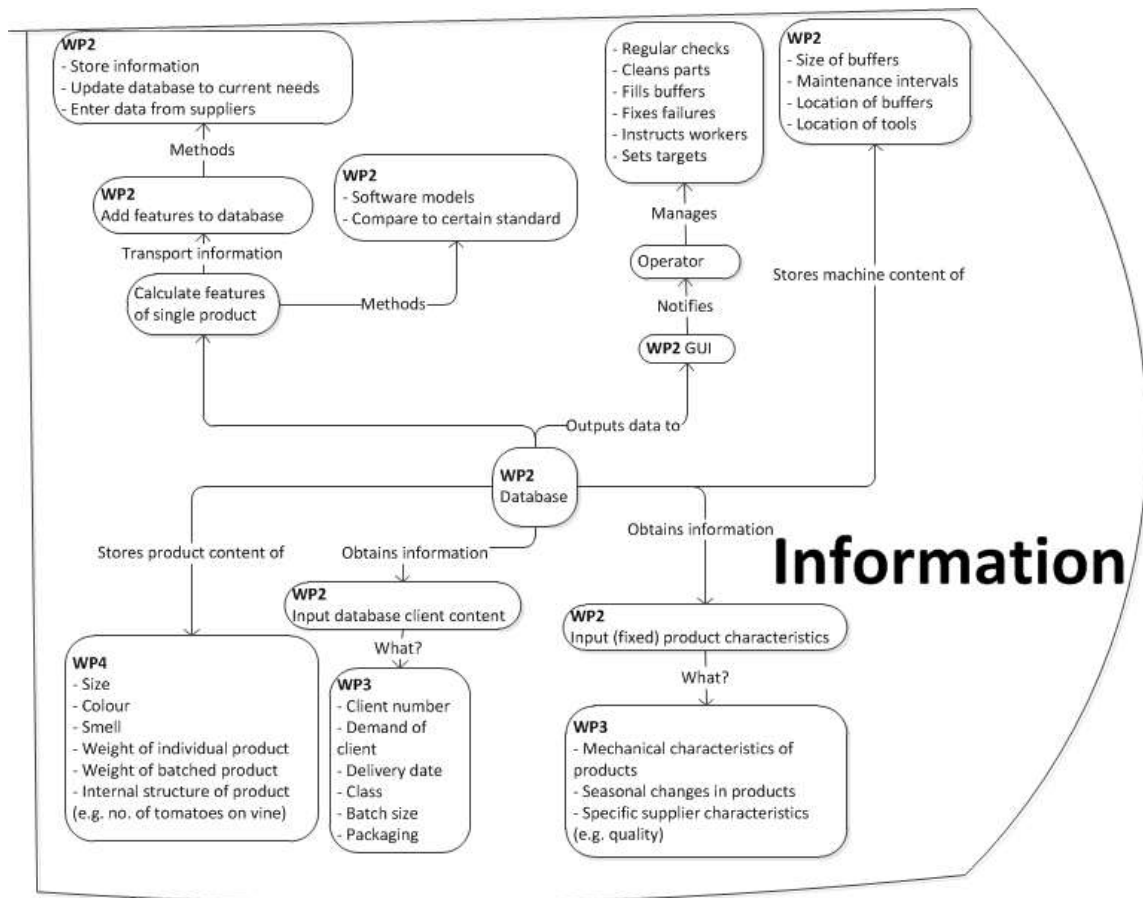 WP2
- Store information
- Update database to current needs
- Enter data from suppliers
Methods
WP2
Add features to database
Transport information
Calculate features
of single product
Methods
WP2
- Software models
- Compare to certain standard
- Regular checks
- Cleans parts
- Fills buffers
- Fixes failures
- Instructs workers
- Sets targets
Manages
Operator
Notifies
WP2 GUI
Outputs data to
WP2
- Size of buffers
- Maintenance intervals
- Location of buffers
- Location of tools
Stores machine content of
WP2
Database
Stores product content of
Obtains information
Obtains information
Information
WP2
Input database client content
WP2
Input (fixed) product characteristics
What?
What?
WP4
- Size
- Colour
- Smell
- Weight of individual product
- Weight of batched product
- Internal structure of product
(e.g. no. of tomatoes on vine)
WP3
- Client number
- Demand of
client
- Delivery date
- Class
- Batch size
- Packaging
WP3
- Mechanical characteristics of
products
- Seasonal changes in products
- Specific supplier characteristics
(e.g. quality)